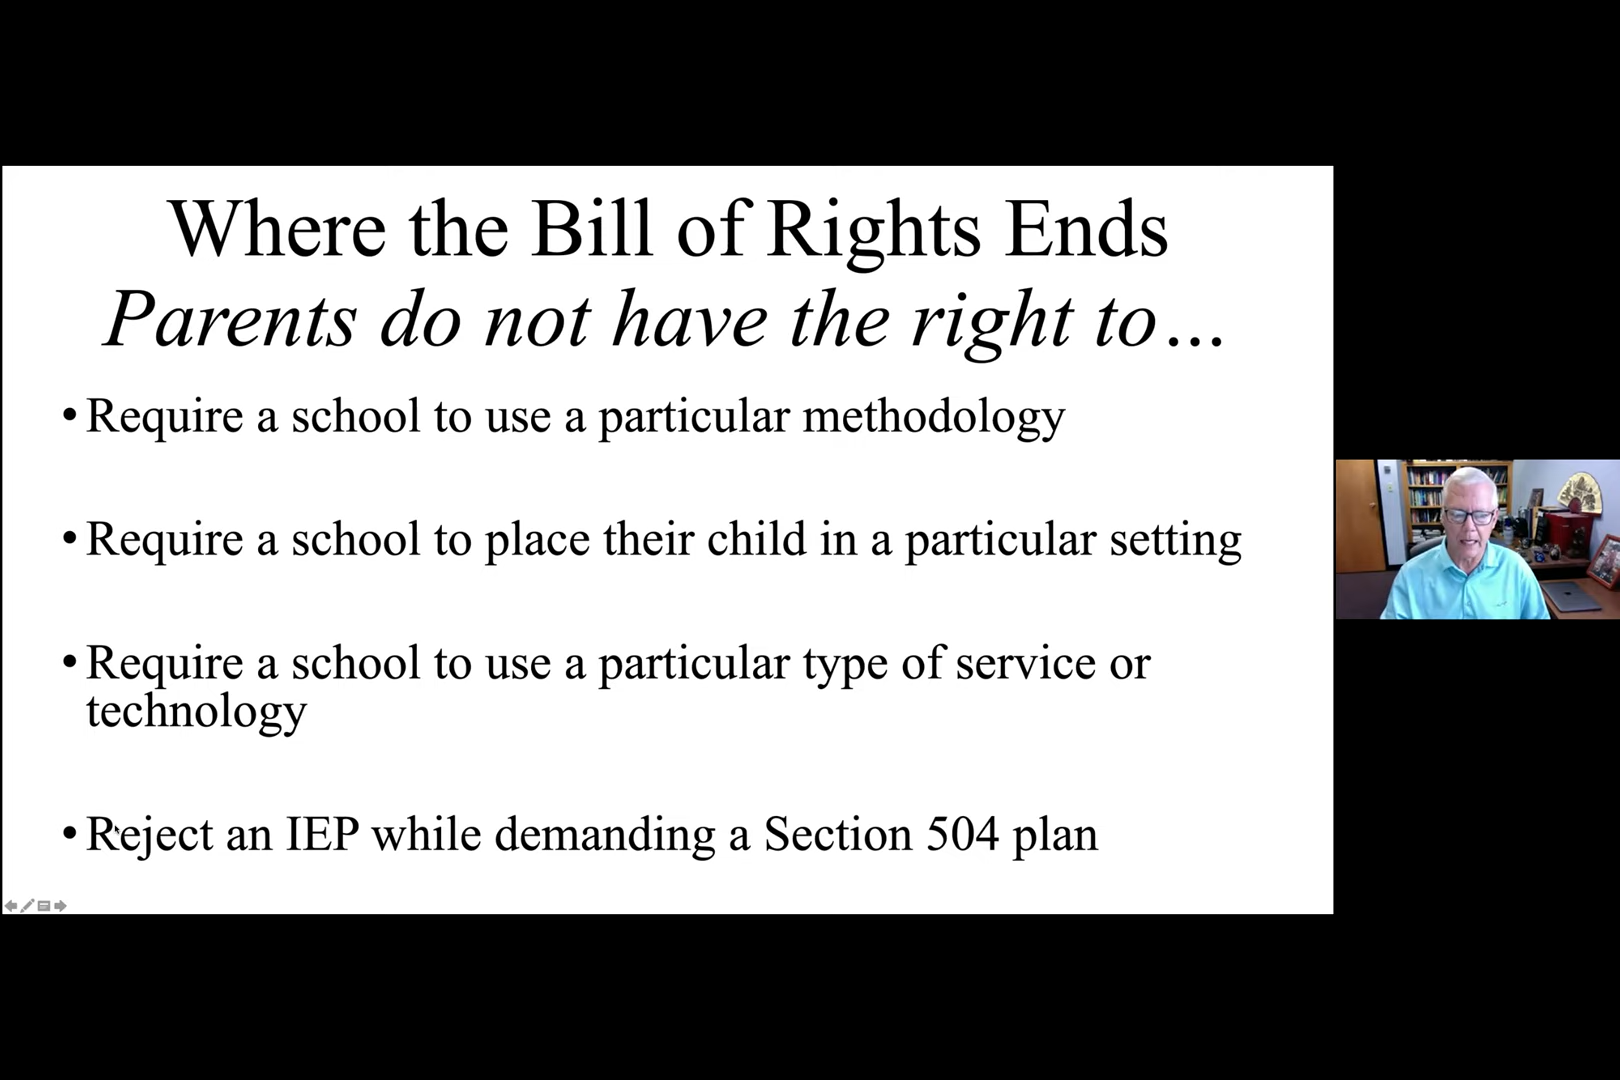 Where the Bill of Rights Ends
Parents do not have the right to...
• Require a school to use a particular methodology
• Require a school to place their child in a particular setting
• Require a school to use a particular type of service or
technology
• Reject an IEP while demanding a Section 504 plan